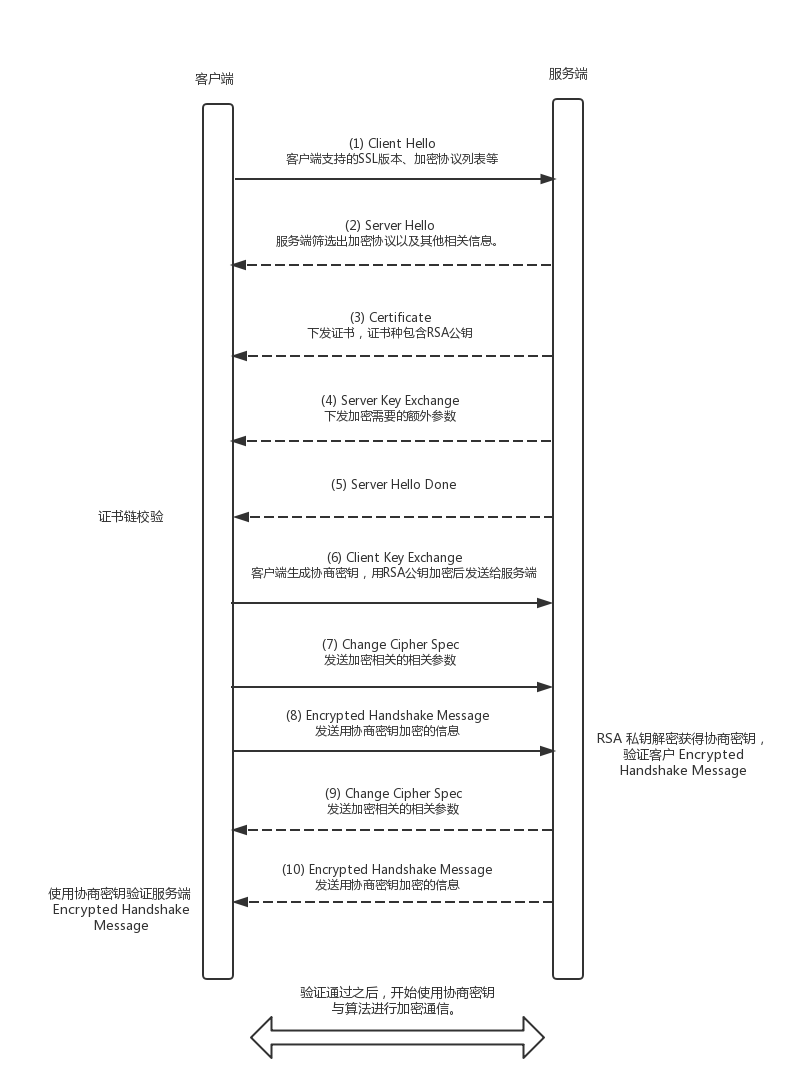 客户端
服务端
(1) Client Hello
客户端支持的SSL版本、加密协议列表等
(2) Server Hello
服务端筛选出加密协议以及其他相关信息。
(3) Certificate
下发证书，证书种包含RSA公钥
(4) Server Key Exchange
下发加密需要的额外参数
(5) Server Hello Done
证书链校验
(6) Client Key Exchange
客户端生成协商密钥，用RSA公钥加密后发送给服务端
(7) Change Cipher Spec
发送加密相关的相关参数
(8) Encrypted Handshake Message
发送用协商密钥加密的信息
RSA 私钥解密获得协商密钥，
验证客户 Encrypted
Handshake Message
(9) Change Cipher Spec
发送加密相关的相关参数
(10) Encrypted Handshake Message
发送用协商密钥加密的信息
使用协商密钥验证服务端
Encrypted Handshake
Message
验证通过之后，开始使用协商密钥
与算法进行加密通信。